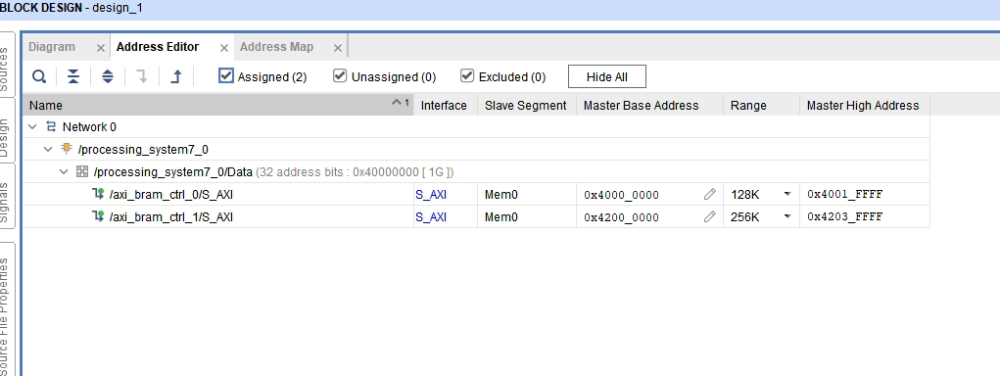 BLOCK DESIGN - design_1
Diagram Address Editor Address Map
Assigned (2) Unassigned (0) Excluded (0) Hide All
Name 1 Interface Slave Segment Master Base Address Range Master High Address
Network 0
/processing_system7_0
/processing_system7_0/Data (32 address bits : 0x40000000 [ 1G ])
/axi_bram_ctrl_0/S_AXI S_AXI Mem0 0x4000_0000 128K 0x4001_FFFF
/axi_bram_ctrl_1/S_AXI S_AXI Mem0 0x4200_0000 256K 0x4203_FFFF
Sources
Design
Signals
Source File Properties